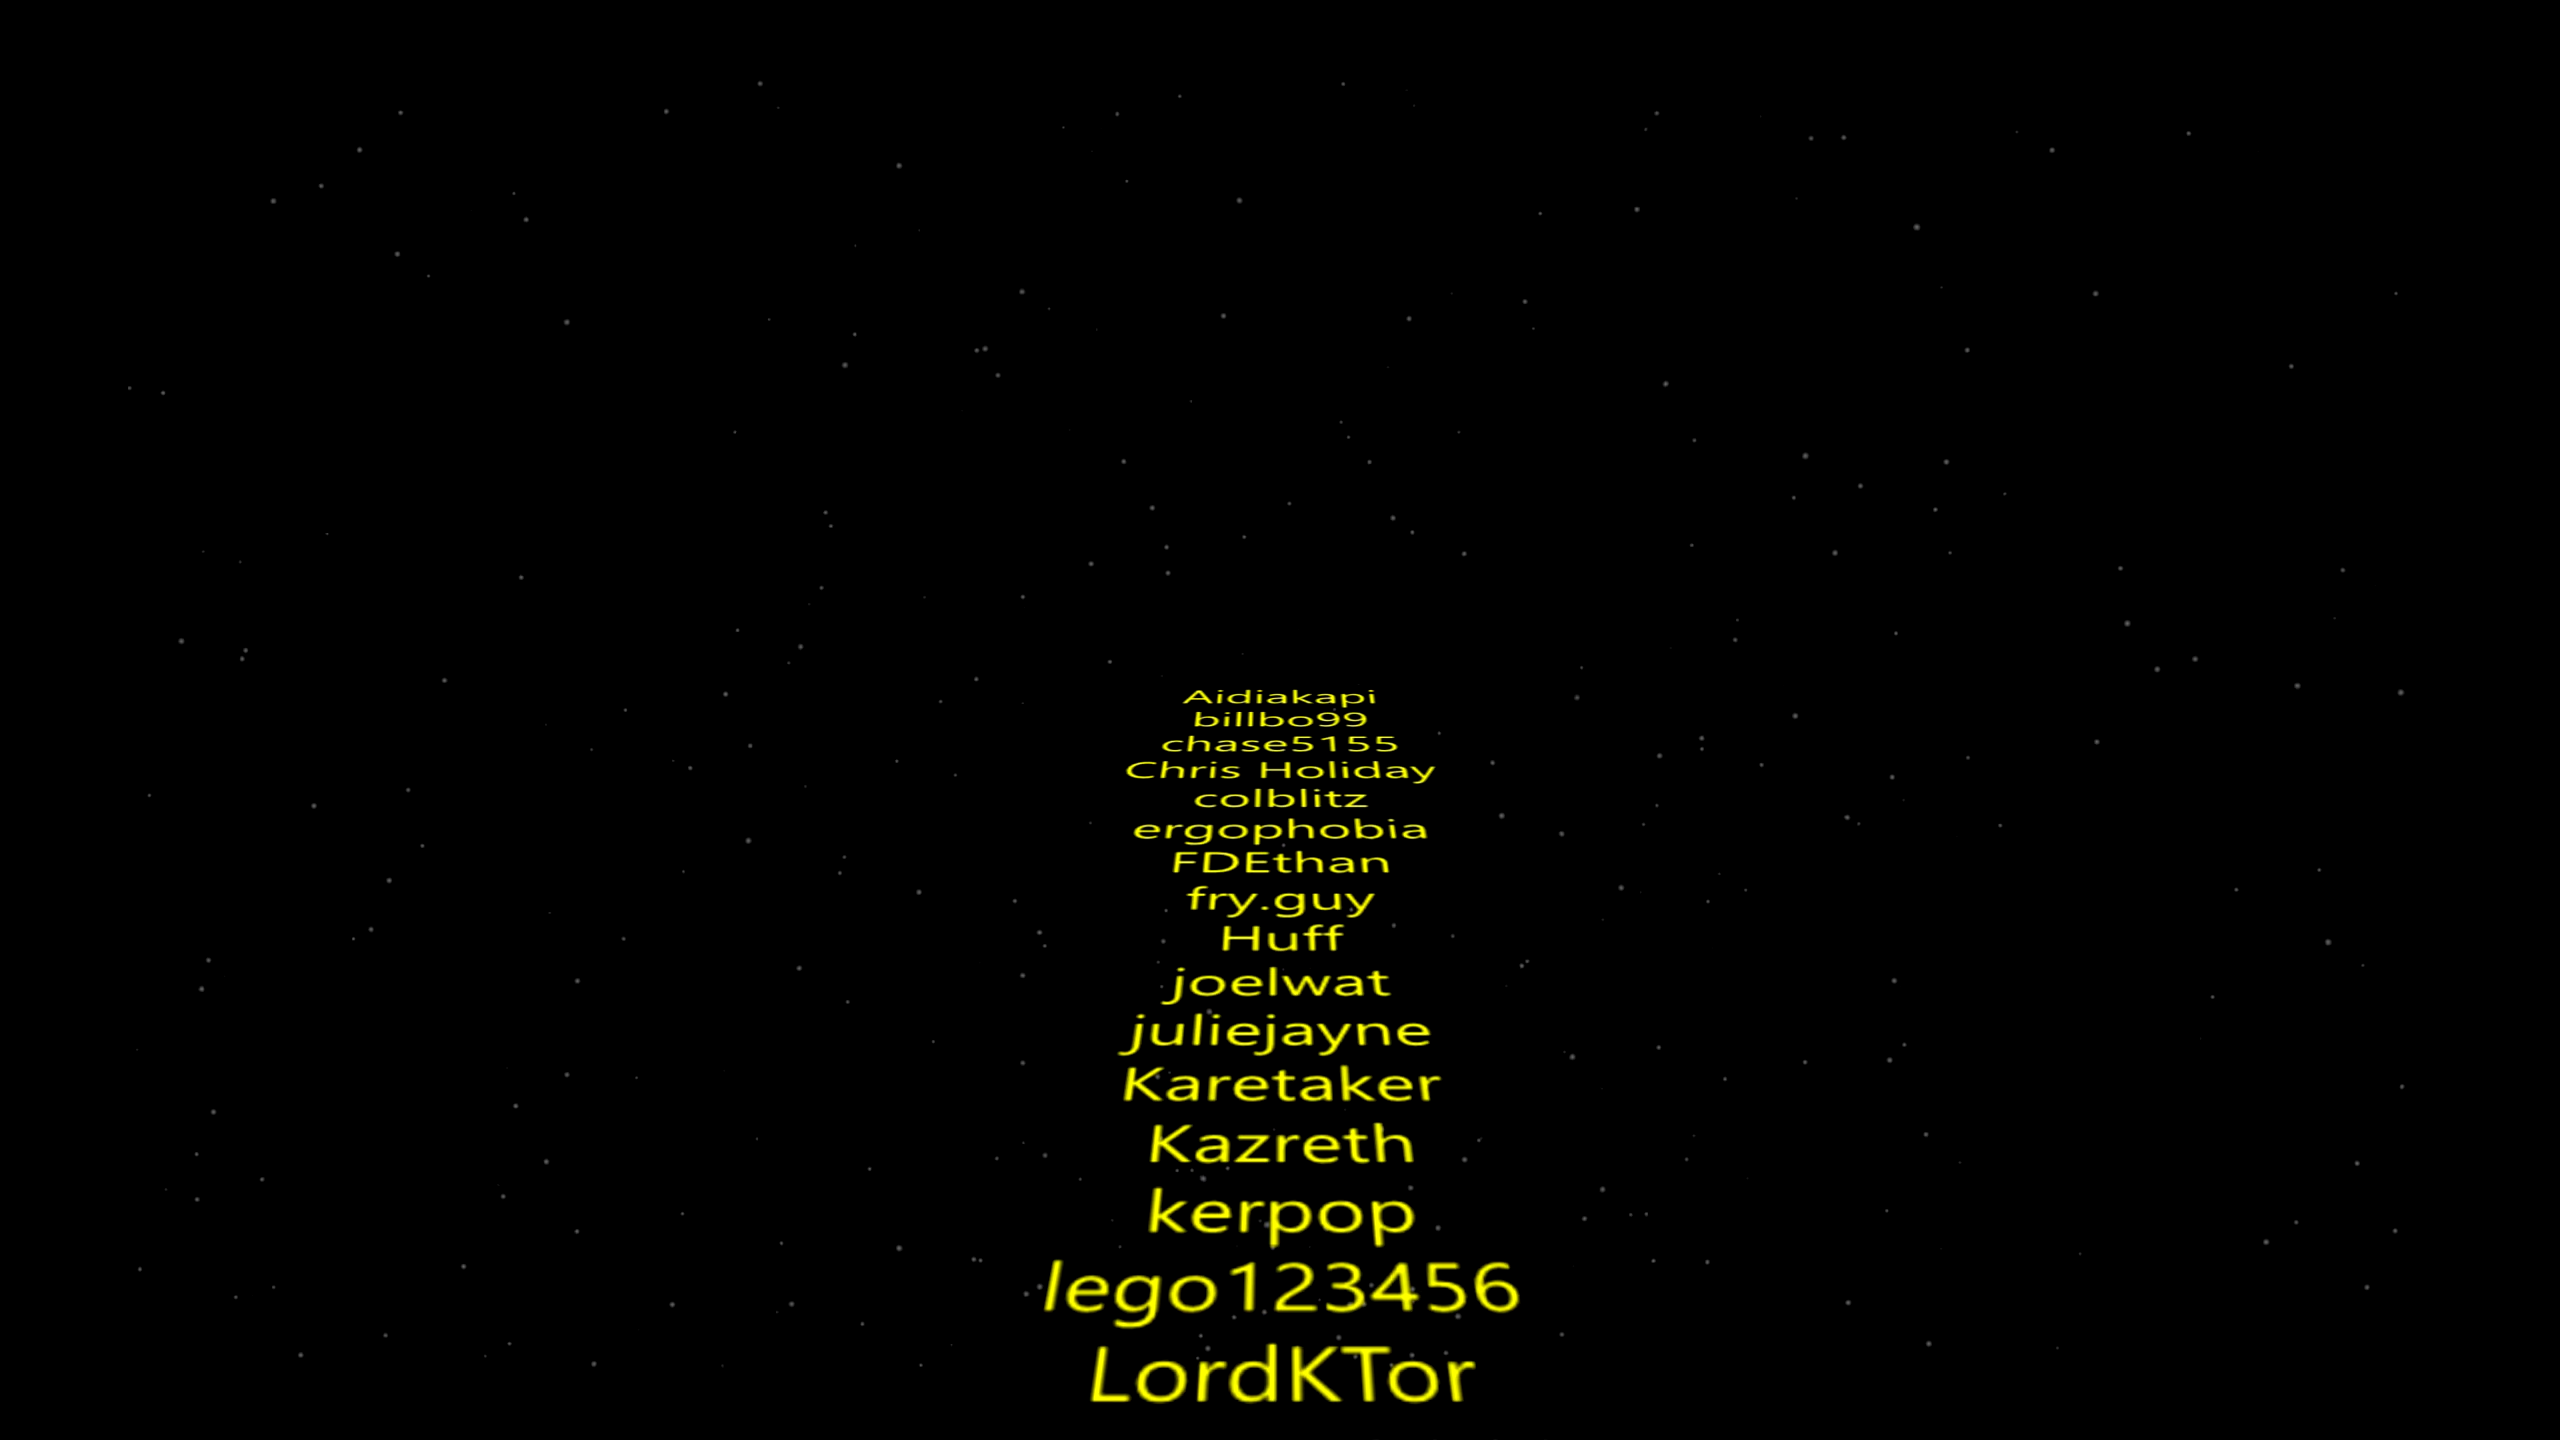 Aidiakapi
billbo99
chase5155
Chris Holiday
colblitz
ergophobia
FDEthan
fry.guy
Huff
joelwat
juliejayne
Karetaker
Kazreth
kerpop
lego123456
LordKTor